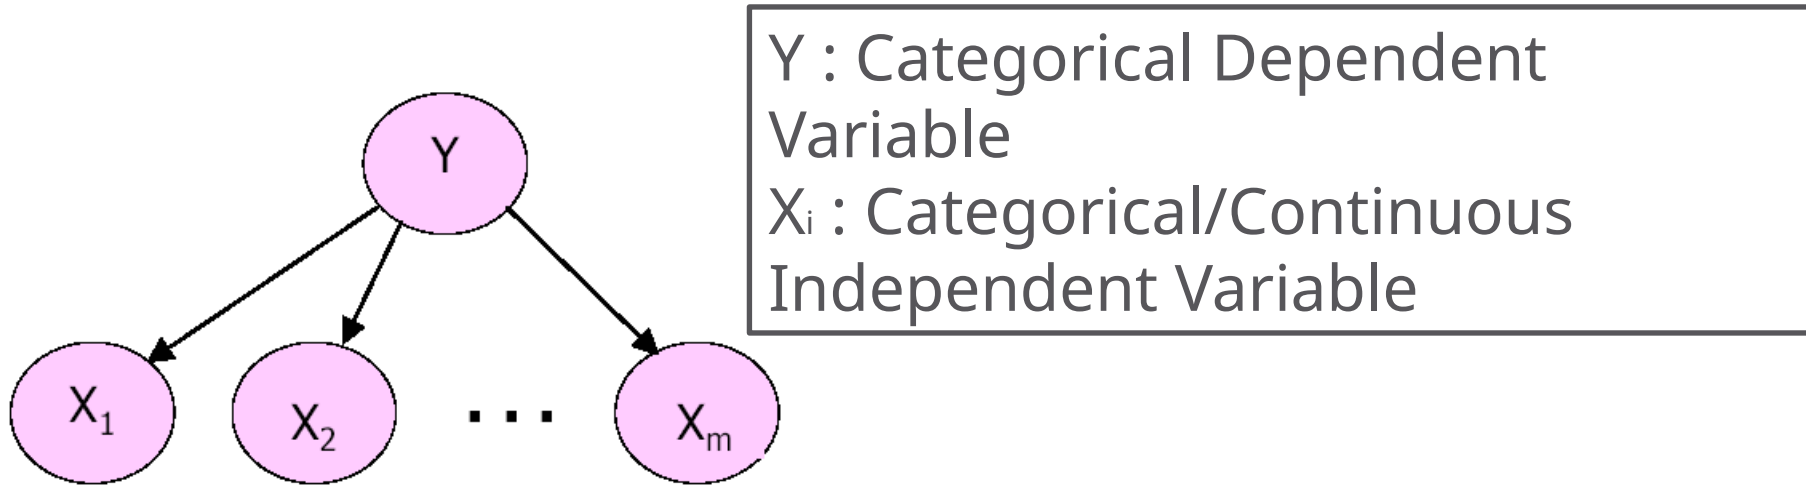 Y : Categorical Dependent
Variable
Xᵢ : Categorical/Continuous
Independent Variable
Y
X₁
X₂
...
Xₘ